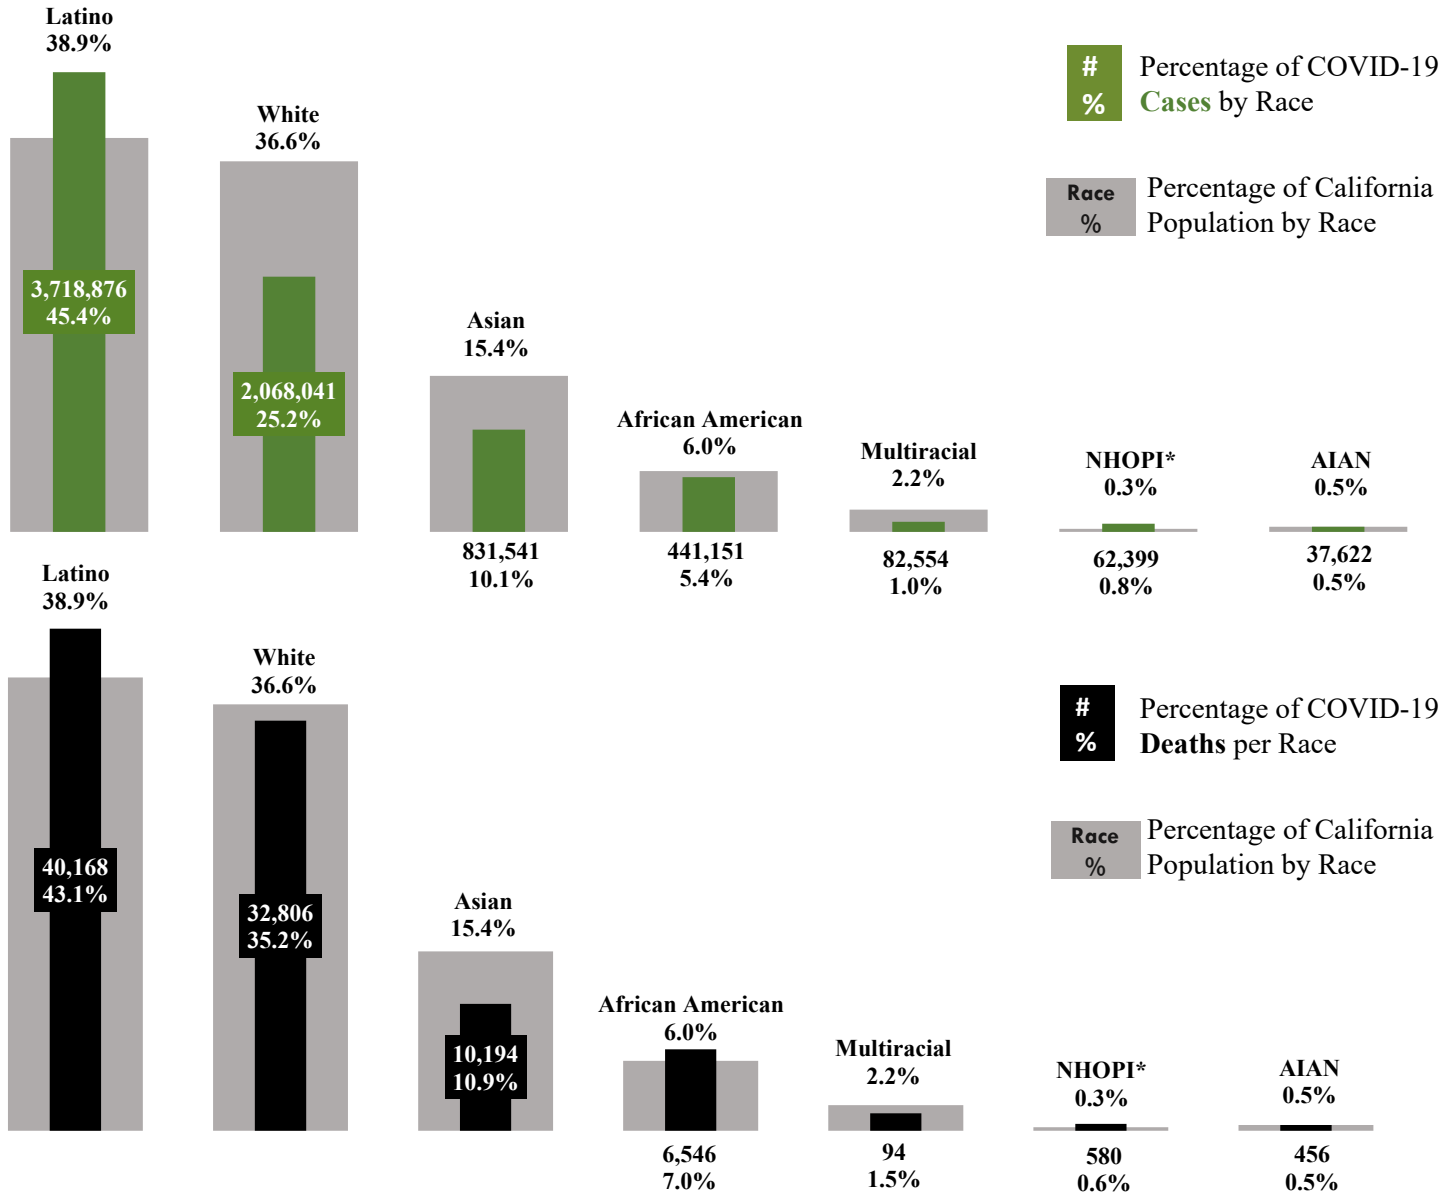 Latino
38.9%
3,718,876
45.4%
White
36.6%
2,068,041
25.2%
Asian
15.4%
831,541
10.1%
African American
6.0%
441,151
5.4%
Multiracial
2.2%
82,554
1.0%
NHOPI*
0.3%
62,399
0.8%
AIAN
0.5%
37,622
0.5%
#
%
Percentage of COVID-19
Cases by Race
Race
%
Percentage of California
Population by Race
Latino
38.9%
40,168
43.1%
White
36.6%
32,806
35.2%
Asian
15.4%
10,194
10.9%
African American
6.0%
6,546
7.0%
Multiracial
2.2%
94
1.5%
NHOPI*
0.3%
580
0.6%
AIAN
0.5%
456
0.5%
#
%
Percentage of COVID-19
Deaths per Race
Race
%
Percentage of California
Population by Race